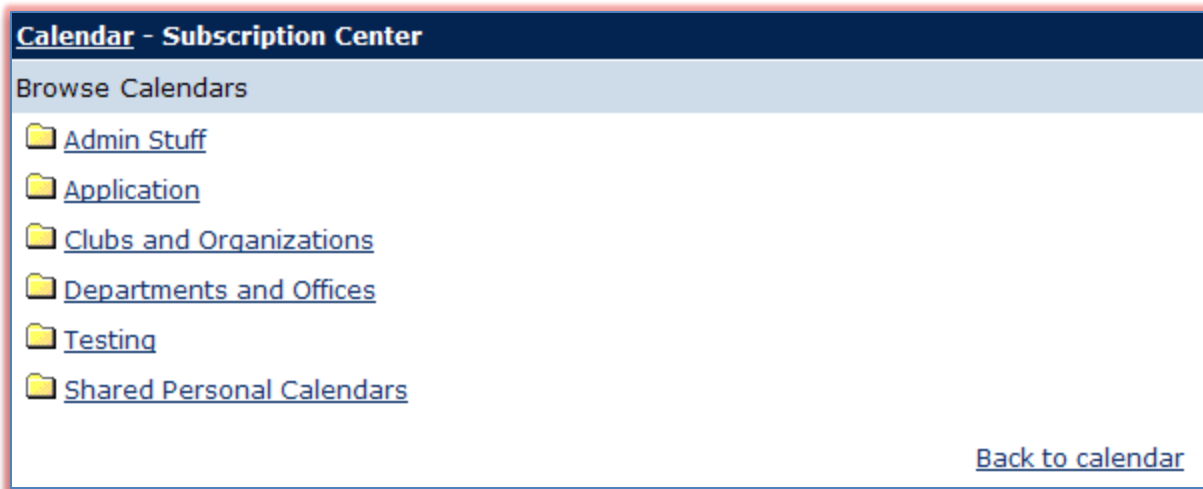 Calendar - Subscription Center
Browse Calendars
Admin Stuff
Application
Clubs and Organizations
Departments and Offices
Testing
Shared Personal Calendars
Back to calendar